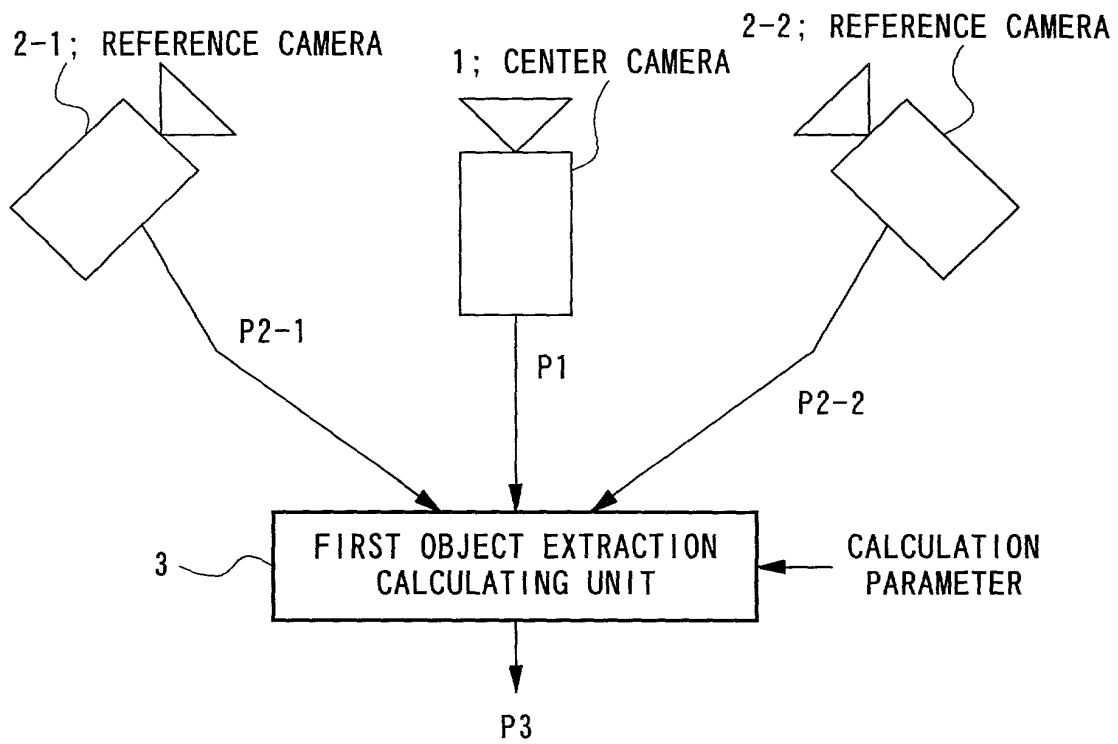 2-1; REFERENCE CAMERA
1; CENTER CAMERA
2-2; REFERENCE CAMERA
P2-1
P1
P2-2
3
FIRST OBJECT EXTRACTION
CALCULATING UNIT
CALCULATION
PARAMETER
P3